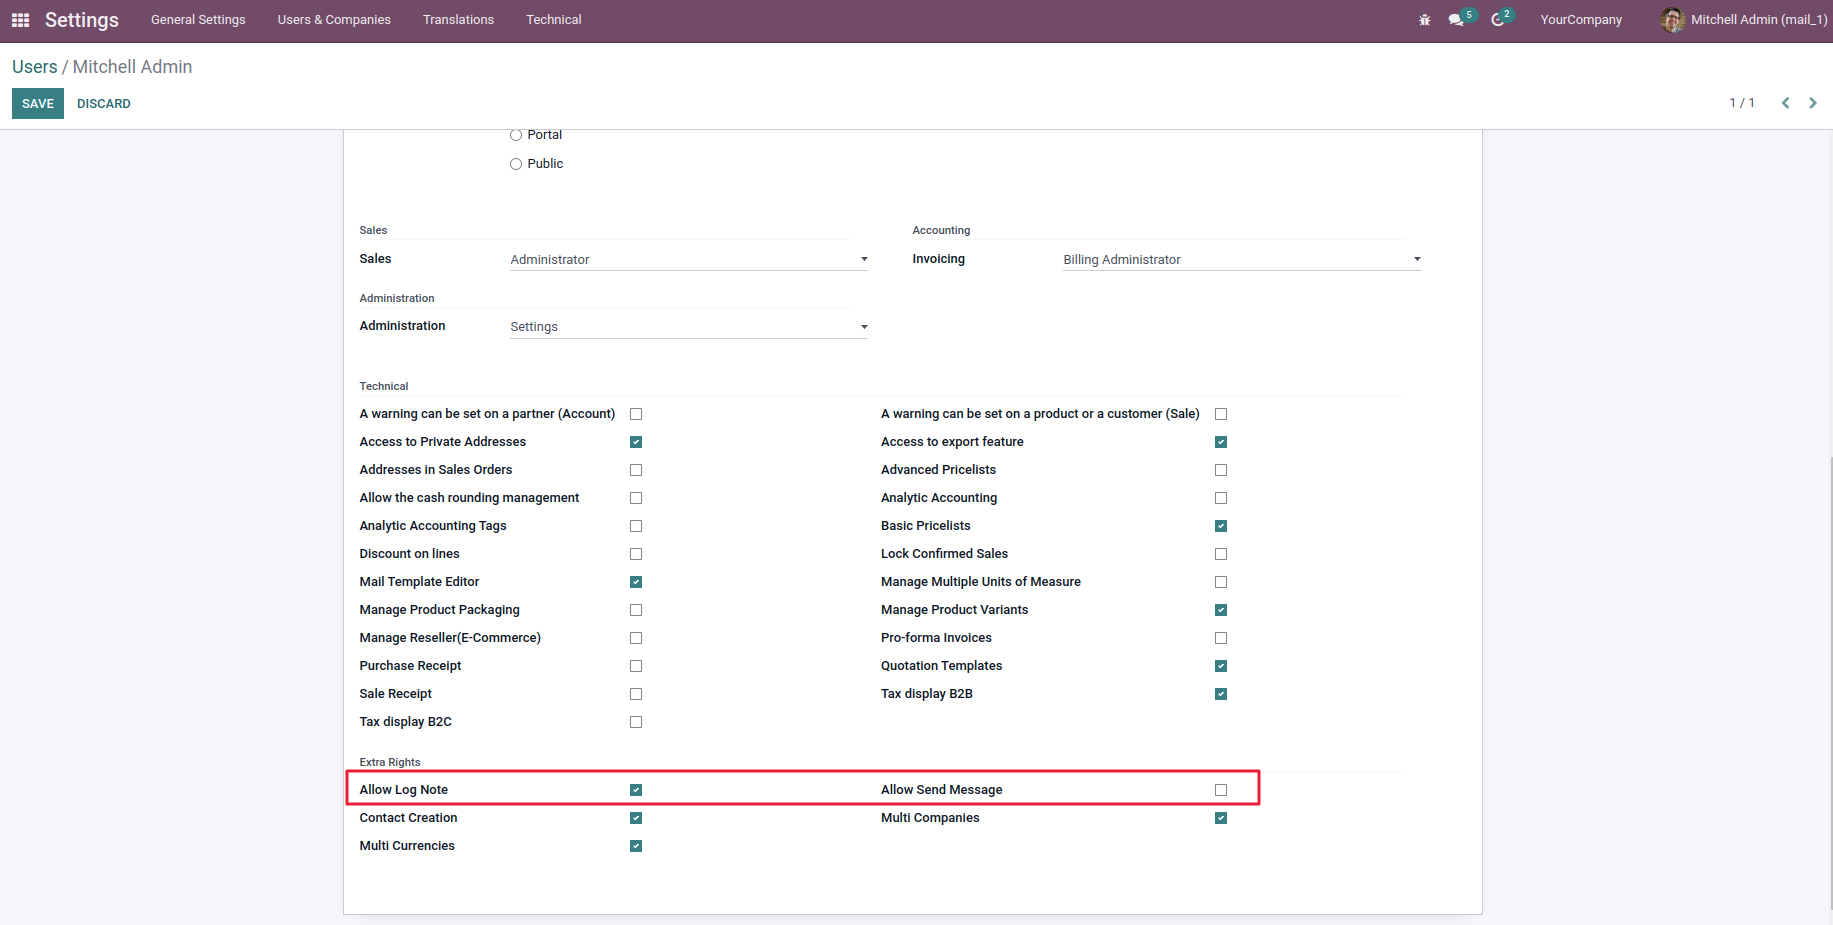 Settings General Settings Users & Companies Translations Technical 5 2 YourCompany Mitchell Admin (mail_1)
Users / Mitchell Admin
SAVE DISCARD 1 / 1
Portal
Public
Sales Accounting
Sales Administrator Invoicing Billing Administrator
Administration
Administration Settings
Technical
A warning can be set on a partner (Account) A warning can be set on a product or a customer (Sale)
Access to Private Addresses Access to export feature
Addresses in Sales Orders Advanced Pricelists
Allow the cash rounding management Analytic Accounting
Analytic Accounting Tags Basic Pricelists
Discount on lines Lock Confirmed Sales
Mail Template Editor Manage Multiple Units of Measure
Manage Product Packaging Manage Product Variants
Manage Reseller(E-Commerce) Pro-forma Invoices
Purchase Receipt Quotation Templates
Sale Receipt Tax display B2B
Tax display B2C
Extra Rights
Allow Log Note Allow Send Message
Contact Creation Multi Companies
Multi Currencies